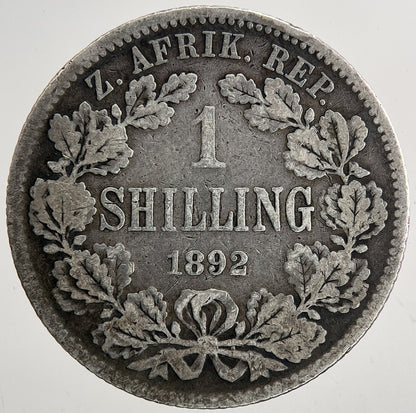 Z. AFRIK. REP.
1
SHILLING
1892